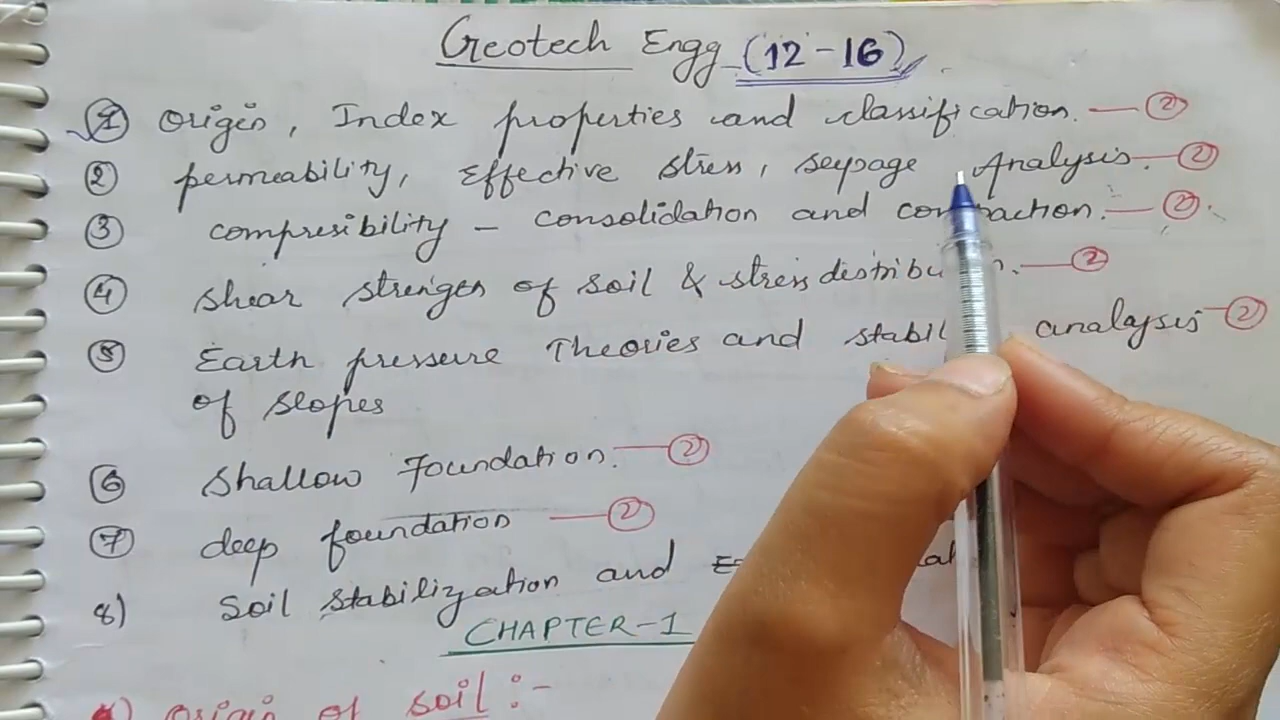 Geotech Engg (12-16)
1 Origin, Index properties and classification. — 2
2 permeability, Effective stress, seepage Analysis. — 2
3 compresibility - consolidation and compaction. — 2
4 shear strength of soil & stress distribution. — 2
5 Earth pressure Theories and stabil analysis — 2
of slopes
6 Shallow Foundation. — 2
7 deep foundation — 2
8) Soil stabilization and
CHAPTER-1
origin of soil :-